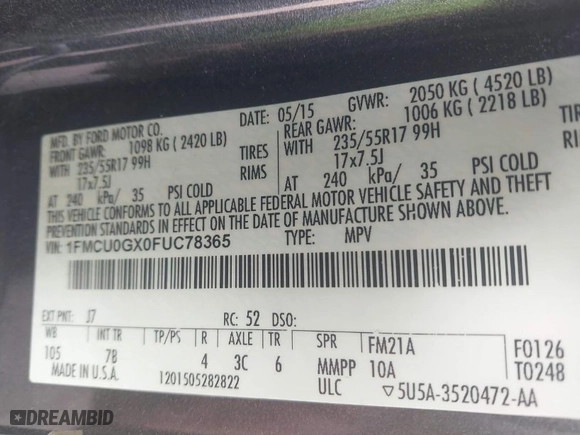 MFD. BY FORD MOTOR CO.
DATE: 05/15 GVWR: 2050 KG ( 4520 LB)
FRONT GAWR: 1098 KG ( 2420 LB) REAR GAWR: 1006 KG ( 2218 LB)
WITH 235/55R17 99H TIRES WITH 235/55R17 99H TIRES
17x7.5J RIMS 17x7.5J RIMS
AT 240 kPa/ 35 PSI COLD AT 240 kPa/ 35 PSI COLD
THIS VEHICLE CONFORMS TO ALL APPLICABLE FEDERAL MOTOR VEHICLE SAFETY AND THEFT
PREVENTION STANDARDS IN EFFECT ON THE DATE OF MANUFACTURE SHOWN ABOVE.
VIN: 1FMCU0GX0FUC78365 TYPE: MPV
EXT PNT: J7 RC: 52 DSO:
WB INT TR TP/PS R AXLE TR SPR FM21A F0126
105 7B 4 3C 6 MMPP 10A T0248
MADE IN U.S.A. 1201505282822 ULC ▽5U5A-3520472-AA
DREAMBID